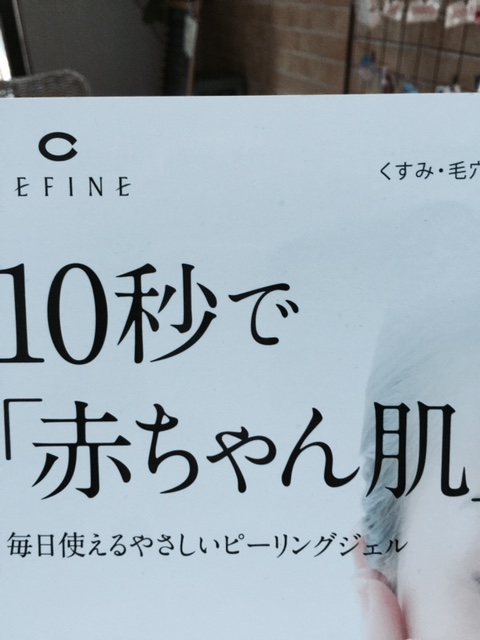 EFINE
くすみ・毛穴
10秒で
「赤ちゃん肌」
毎日使えるやさしいピーリングジェル